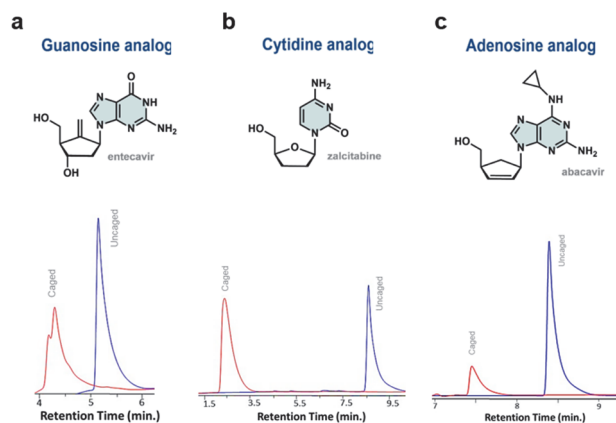 a
Guanosine analog
O
N
NH
N
N
NH₂
HO
OH
entecavir
Caged
Uncaged
4
5
6
Retention Time (min.)
b
Cytidine analog
NH₂
N
N
O
HO
O
zalcitabine
Caged
Uncaged
1.5
3.5
5.5
7.5
9.5
Retention Time (min.)
c
Adenosine analog
NH
N
N
N
N
NH₂
HO
abacavir
Caged
Uncaged
7
8
9
Retention Time (min.)